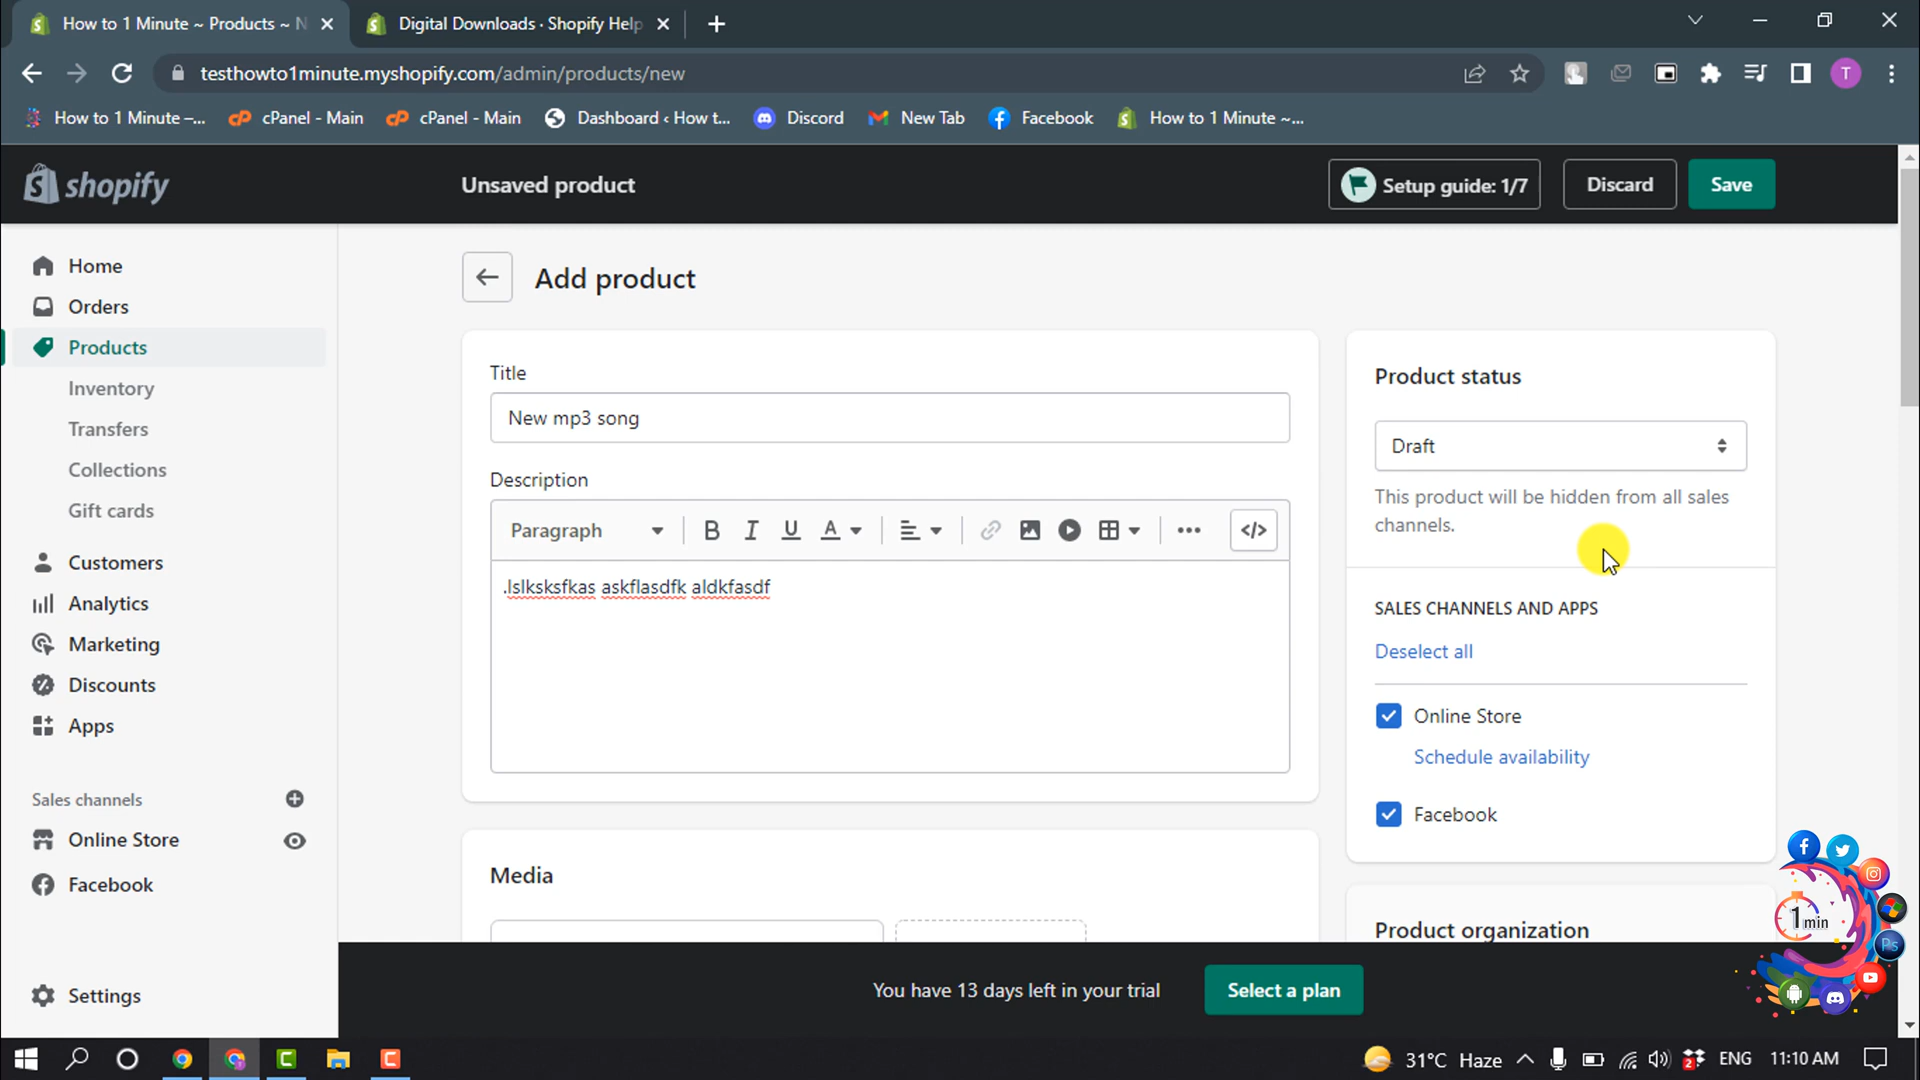 How to 1 Minute ~ Products ~ N
Digital Downloads · Shopify Help
testhowto1minute.myshopify.com/admin/products/new
T
How to 1 Minute –...
cPanel - Main
cPanel - Main
Dashboard ‹ How t...
Discord
New Tab
Facebook
How to 1 Minute ~...
shopify
Unsaved product
Setup guide: 1/7
Discard
Save
Home
Orders
Products
Inventory
Transfers
Collections
Gift cards
Customers
Analytics
Marketing
Discounts
Apps
Sales channels
Online Store
Facebook
Settings
Add product
Title
New mp3 song
Description
Paragraph
.lslksksfkas askflasdfk aldkfasdf
Media
Product status
Draft
This product will be hidden from all sales
channels.
SALES CHANNELS AND APPS
Deselect all
Online Store
Schedule availability
Facebook
Product organization
1 min
Ps
You have 13 days left in your trial
Select a plan
31°C Haze
2
ENG
11:10 AM